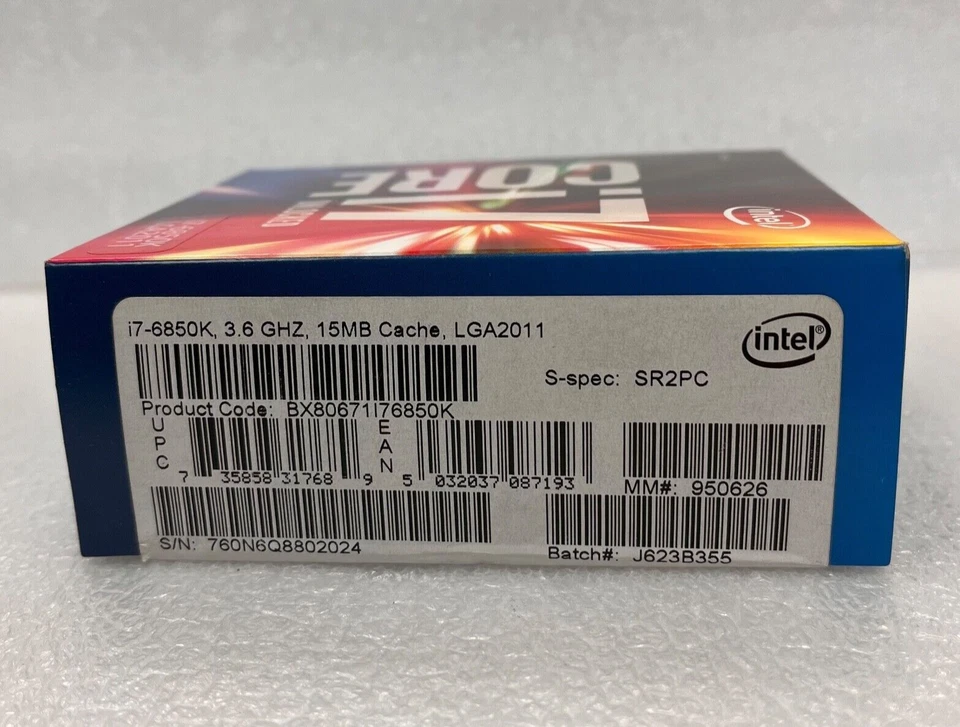 CORE
i7
UNLOCKED
intel
i7-6850K, 3.6 GHZ, 15MB Cache, LGA2011
intel®
S-spec: SR2PC
Product Code: BX80671I76850K
UPC
7 35858 31768 9
EAN
5 032037 087193
MM#: 950626
S/N: 760N6Q8802024
Batch#: J623B355